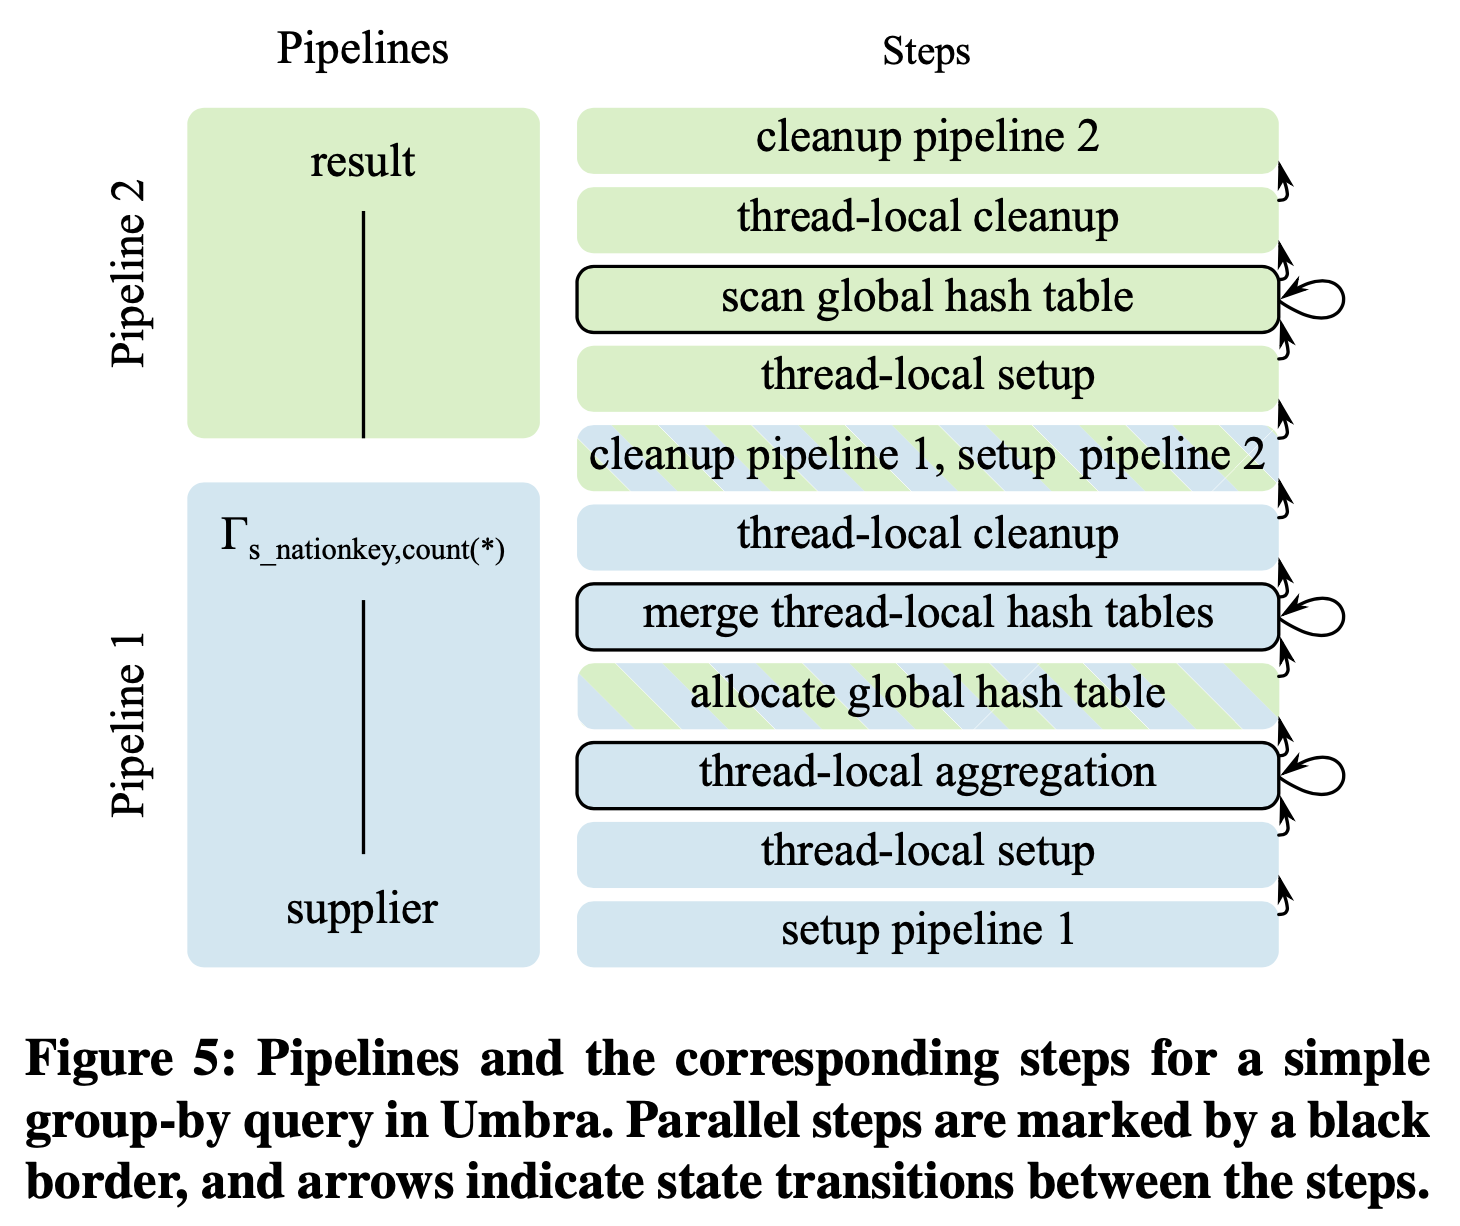 Pipelines
Steps
Pipeline 2
result
Pipeline 1
Γs_nationkey,count(*)
supplier
cleanup pipeline 2
thread-local cleanup
scan global hash table
thread-local setup
cleanup pipeline 1, setup pipeline 2
thread-local cleanup
merge thread-local hash tables
allocate global hash table
thread-local aggregation
thread-local setup
setup pipeline 1
Figure 5: Pipelines and the corresponding steps for a simple
group-by query in Umbra. Parallel steps are marked by a black
border, and arrows indicate state transitions between the steps.